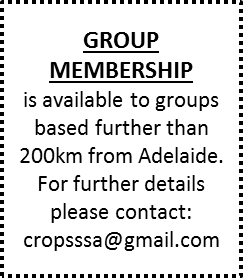 GROUP
MEMBERSHIP
is available to groups
based further than
200km from Adelaide.
For further details
please contact:
cropsssa@gmail.com